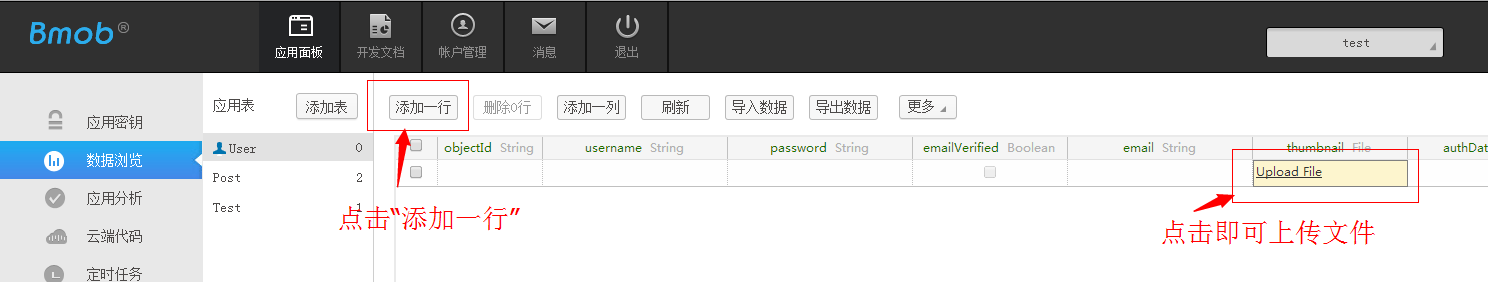 Bmob®
应用面板
开发文档
帐户管理
消息
退出
test
应用密钥
数据浏览
应用分析
云端代码
定时任务
应用表 添加表
User 0
Post 2
Test 1
添加一行 删除0行 添加一列 刷新 导入数据 导出数据 更多
objectId String username String password String emailVerified Boolean email String thumbnail File authDat
Upload File
点击“添加一行”
点击即可上传文件